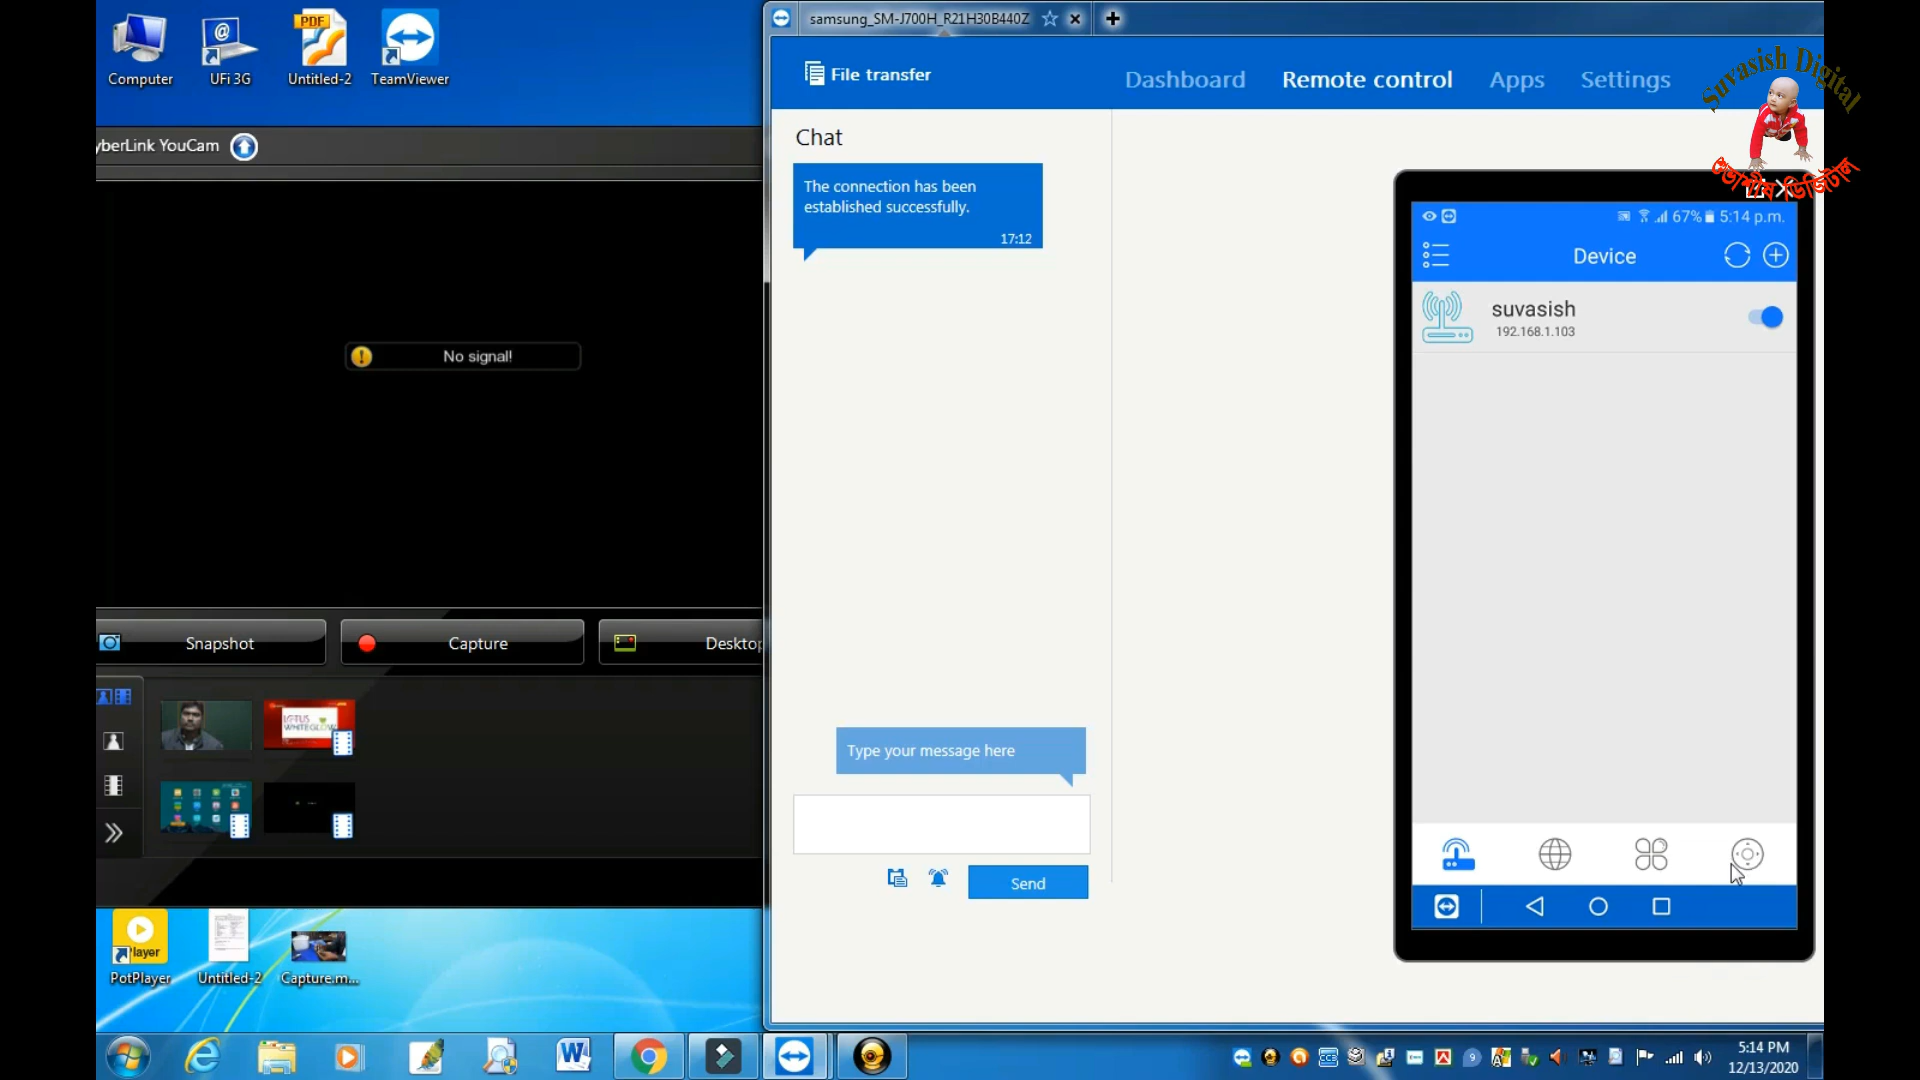 Computer
UFi 3G
PDF
Untitled-2
TeamViewer
yberLink YouCam
No signal!
Snapshot
Capture
Deskto
LOTUS
WHITEGLOW
PotPlayer
Untitled-2
Capture.m...
samsung_SM-J700H_R21H30B440Z
File transfer
Dashboard
Remote control
Apps
Settings
Chat
The connection has been
established successfully.
17:12
Type your message here
Send
67% 5:14 p.m.
Device
suvasish
192.168.1.103
Suvasish Digital
শুভাশীষ ডিজিটাল
5:14 PM
12/13/2020